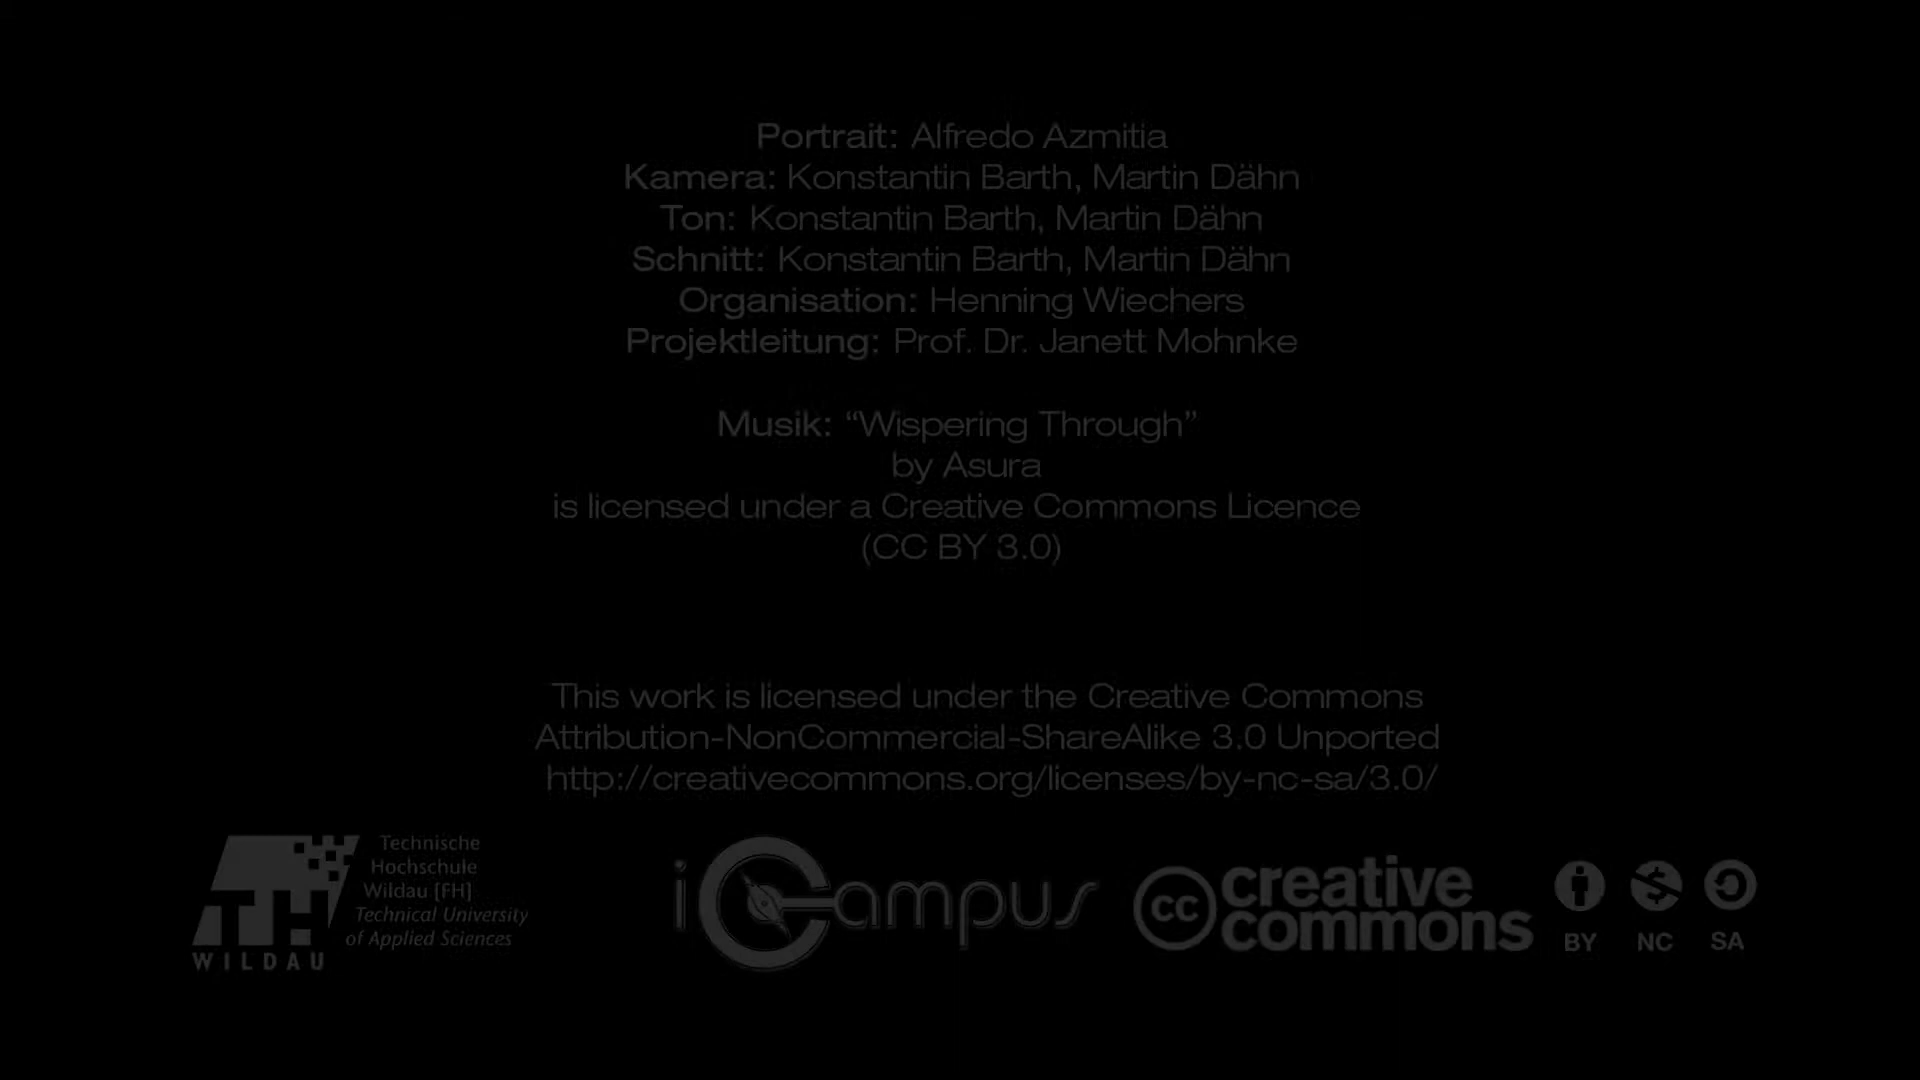 Portrait: Alfredo Azmitia
Kamera: Konstantin Barth, Martin Dähn
Ton: Konstantin Barth, Martin Dähn
Schnitt: Konstantin Barth, Martin Dähn
Organisation: Henning Wiechers
Projektleitung: Prof. Dr. Janett Mohnke
Musik: “Wispering Through”
by Asura
is licensed under a Creative Commons Licence
(CC BY 3.0)
This work is licensed under the Creative Commons
Attribution-NonCommercial-ShareAlike 3.0 Unported
http://creativecommons.org/licenses/by-nc-sa/3.0/
Technische
Hochschule
Wildau [FH]
Technical University
of Applied Sciences
TH
WILDAU
iCampus
cc
creative
commons
BY NC SA